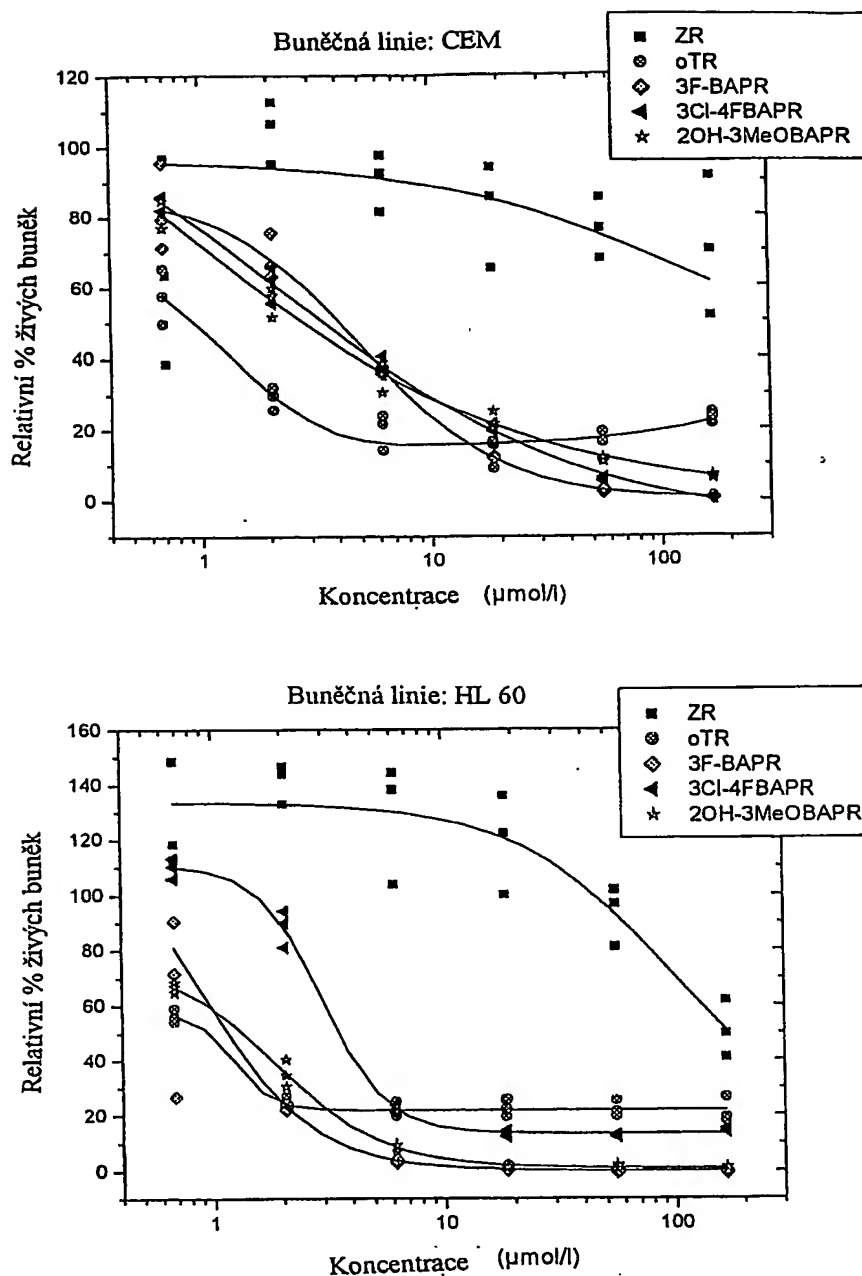 Buněčná linie: CEM
ZR
oTR
3F-BAPR
3Cl-4FBAPR
2OH-3MeOBAPR
120
100
80
60
40
20
0
Relativní % živých buněk
1
10
100
Koncentrace (µmol/l)
Buněčná linie: HL 60
ZR
oTR
3F-BAPR
3Cl-4FBAPR
2OH-3MeOBAPR
160
140
120
100
80
60
40
20
0
Relativní % živých buněk
1
10
100
Koncentrace (µmol/l)